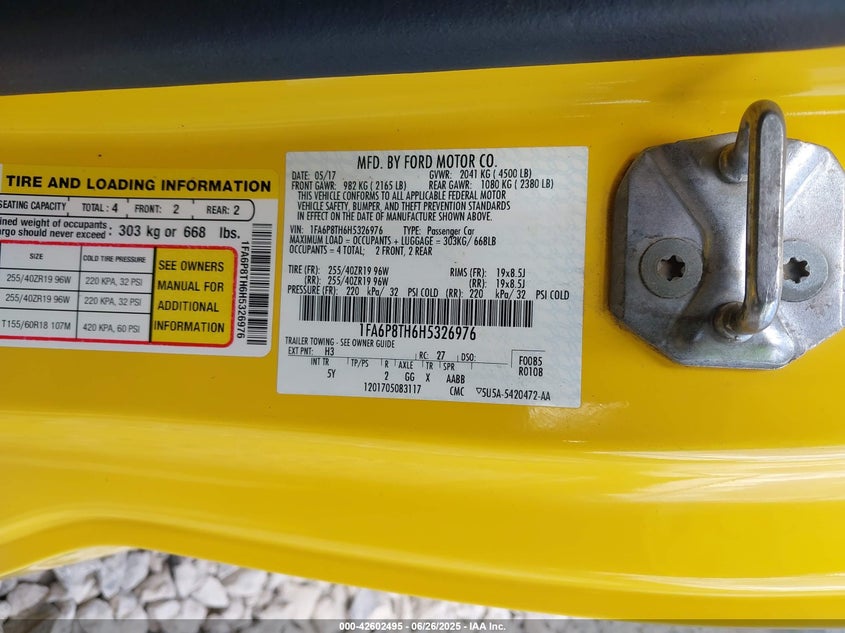 TIRE AND LOADING INFORMATION
SEATING CAPACITY TOTAL: 4 FRONT: 2 REAR: 2
ined weight of occupants
argo should never exceed : 303 kg or 668 lbs.
SIZE COLD TIRE PRESSURE
255/40ZR19 96W 220 KPA, 32 PSI
255/40ZR19 96W 220 KPA, 32 PSI
T155/60R18 107M 420 KPA, 60 PSI
SEE OWNERS
MANUAL FOR
ADDITIONAL
INFORMATION
1FA6P8TH6H5326976
MFD. BY FORD MOTOR CO.
DATE: 05/17 GVWR: 2041 KG ( 4500 LB)
FRONT GAWR: 982 KG ( 2165 LB) REAR GAWR: 1080 KG ( 2380 LB)
THIS VEHICLE CONFORMS TO ALL APPLICABLE FEDERAL MOTOR
VEHICLE SAFETY, BUMPER, AND THEFT PREVENTION STANDARDS
IN EFFECT ON THE DATE OF MANUFACTURE SHOWN ABOVE.
VIN: 1FA6P8TH6H5326976 TYPE: Passenger Car
MAXIMUM LOAD = OCCUPANTS + LUGGAGE = 303KG/ 668LB
OCCUPANTS = 4 TOTAL: 2 FRONT, 2 REAR
TIRE (FR): 255/40ZR19 96W RIMS (FR): 19x8.5J
(RR): 255/40ZR19 96W (RR): 19x8.5J
PRESSURE (FR): 220 kPa/ 32 PSI COLD (RR): 220 kPa/ 32 PSI COLD
1FA6P8TH6H5326976
TRAILER TOWING - SEE OWNER GUIDE
EXT PNT: H3 RC: 27 DSO: F0085
INT TR TP/PS R AXLE TR SPR R010B
5Y 2 GG X AABB
1201705083117 CMC ▽5U5A-5420472-AA
000-42602495 - 06/26/2025 - IAA Inc.